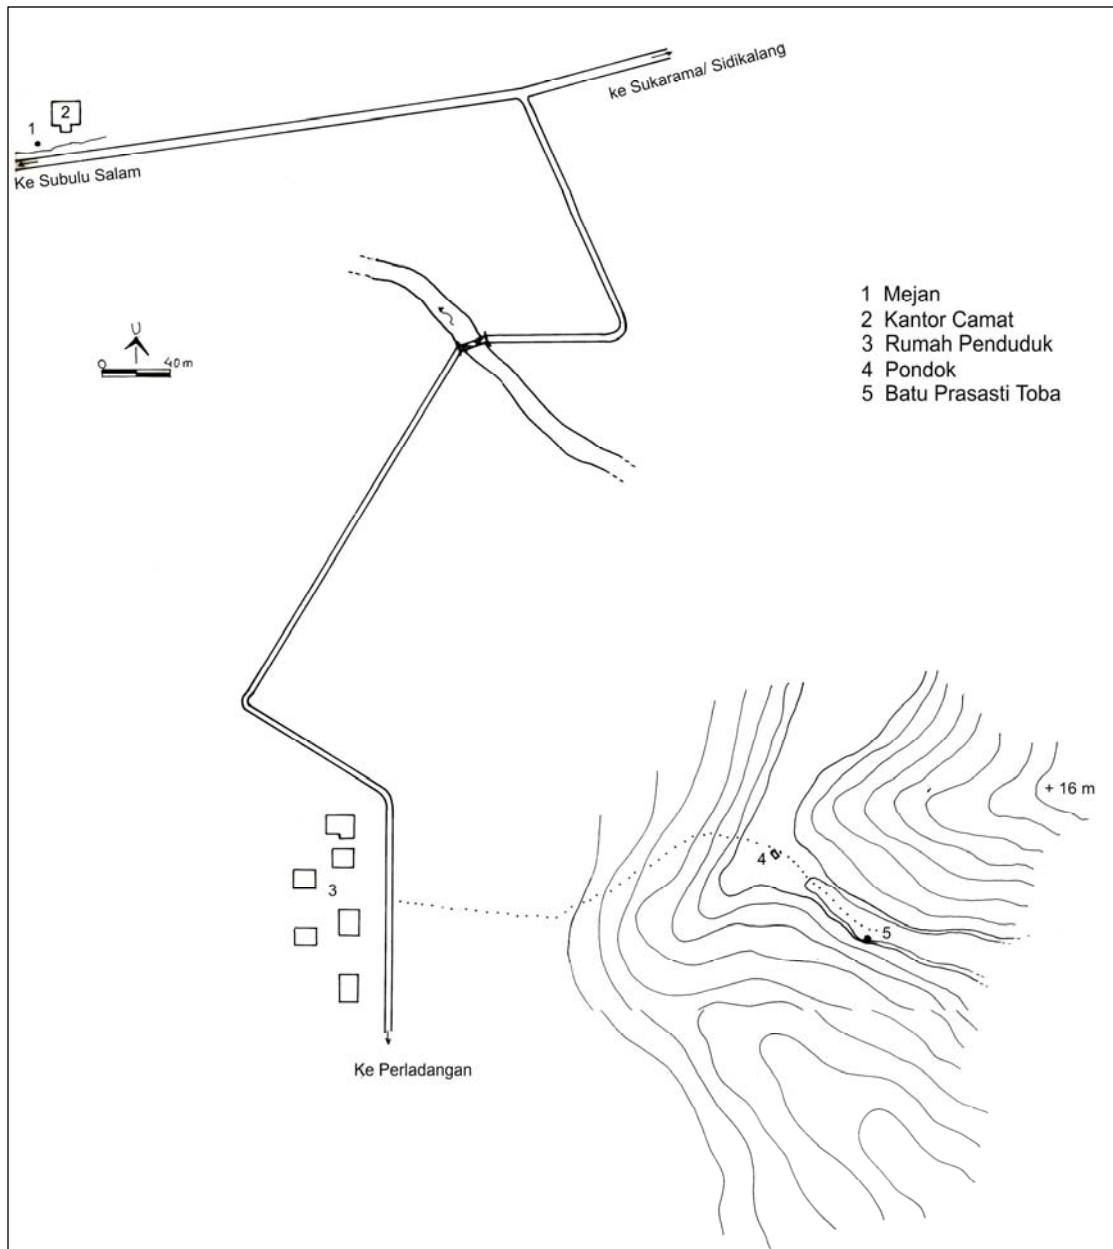 ke Sukarama/ Sidikalang
2
1
Ke Subulu Salam
1 Mejan
2 Kantor Camat
3 Rumah Penduduk
4 Pondok
5 Batu Prasasti Toba
U
0 40 m
+ 16 m
4
3
5
Ke Perladangan